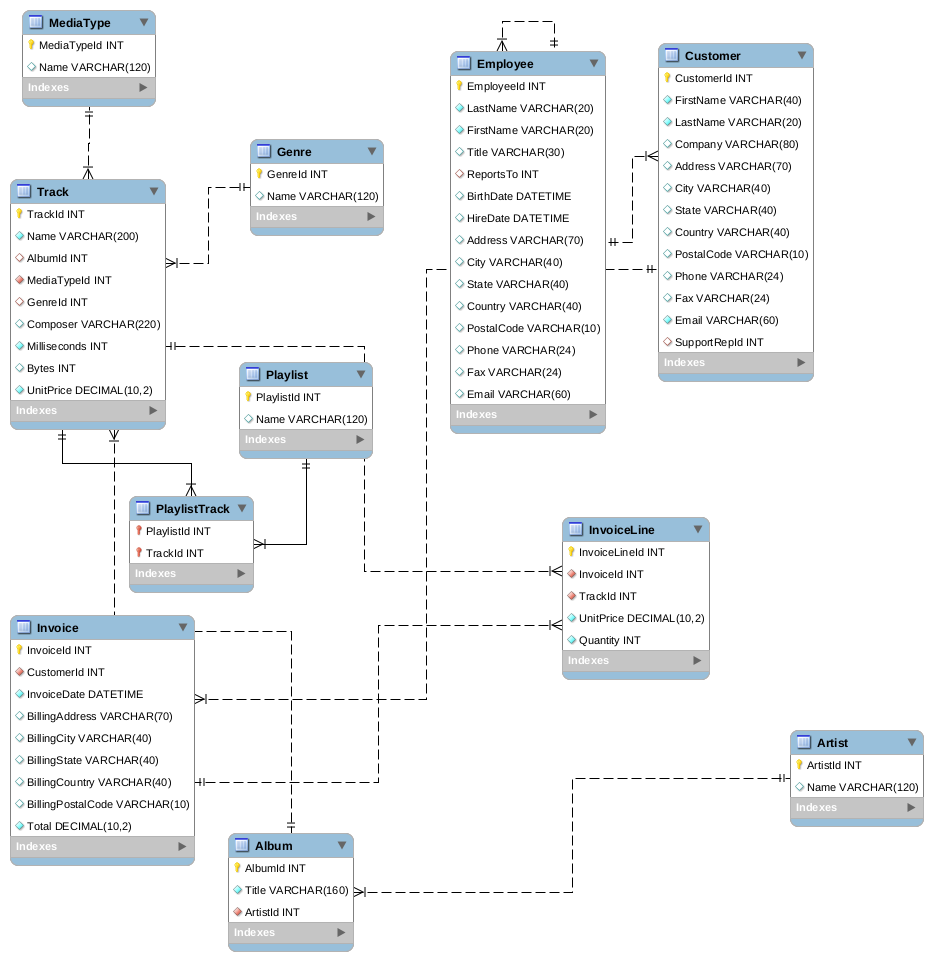 MediaType
MediaTypeId INT
Name VARCHAR(120)
Indexes
Genre
GenreId INT
Name VARCHAR(120)
Indexes
Employee
EmployeeId INT
LastName VARCHAR(20)
FirstName VARCHAR(20)
Title VARCHAR(30)
ReportsTo INT
BirthDate DATETIME
HireDate DATETIME
Address VARCHAR(70)
City VARCHAR(40)
State VARCHAR(40)
Country VARCHAR(40)
PostalCode VARCHAR(10)
Phone VARCHAR(24)
Fax VARCHAR(24)
Email VARCHAR(60)
Indexes
Customer
CustomerId INT
FirstName VARCHAR(40)
LastName VARCHAR(20)
Company VARCHAR(80)
Address VARCHAR(70)
City VARCHAR(40)
State VARCHAR(40)
Country VARCHAR(40)
PostalCode VARCHAR(10)
Phone VARCHAR(24)
Fax VARCHAR(24)
Email VARCHAR(60)
SupportRepId INT
Indexes
Track
TrackId INT
Name VARCHAR(200)
AlbumId INT
MediaTypeId INT
GenreId INT
Composer VARCHAR(220)
Milliseconds INT
Bytes INT
UnitPrice DECIMAL(10,2)
Indexes
Playlist
PlaylistId INT
Name VARCHAR(120)
Indexes
PlaylistTrack
PlaylistId INT
TrackId INT
Indexes
InvoiceLine
InvoiceLineId INT
InvoiceId INT
TrackId INT
UnitPrice DECIMAL(10,2)
Quantity INT
Indexes
Invoice
InvoiceId INT
CustomerId INT
InvoiceDate DATETIME
BillingAddress VARCHAR(70)
BillingCity VARCHAR(40)
BillingState VARCHAR(40)
BillingCountry VARCHAR(40)
BillingPostalCode VARCHAR(10)
Total DECIMAL(10,2)
Indexes
Artist
ArtistId INT
Name VARCHAR(120)
Indexes
Album
AlbumId INT
Title VARCHAR(160)
ArtistId INT
Indexes